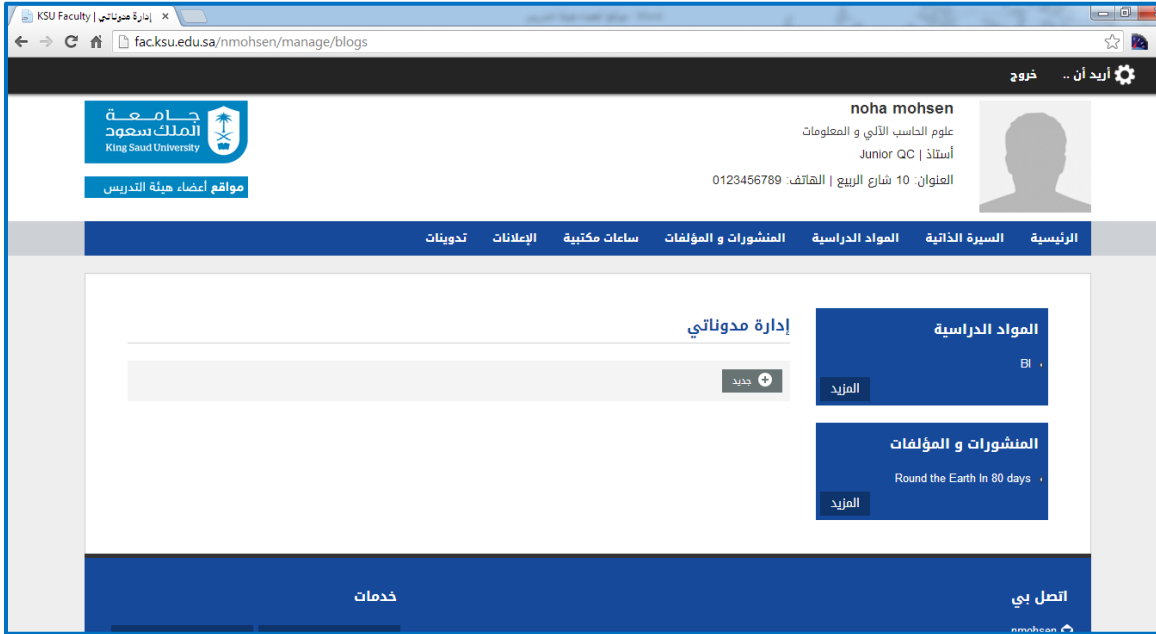 إدارة مدوناتي | KSU Faculty
fac.ksu.edu.sa/nmohsen/manage/blogs
أريد أن .. خروج
noha mohsen
علوم الحاسب الآلي و المعلومات
أستاذ | Junior QC
العنوان: 10 شارع الربيع | الهاتف: 0123456789
جامعة
الملك سعود
King Saud University
مواقع أعضاء هيئة التدريس
الرئيسية السيرة الذاتية المواد الدراسية المنشورات و المؤلفات ساعات مكتبية الإعلانات تدوينات
المواد الدراسية
BI
المزيد
المنشورات و المؤلفات
Round the Earth In 80 days
المزيد
إدارة مدوناتي
جديد
اتصل بي
nmohsen
خدمات